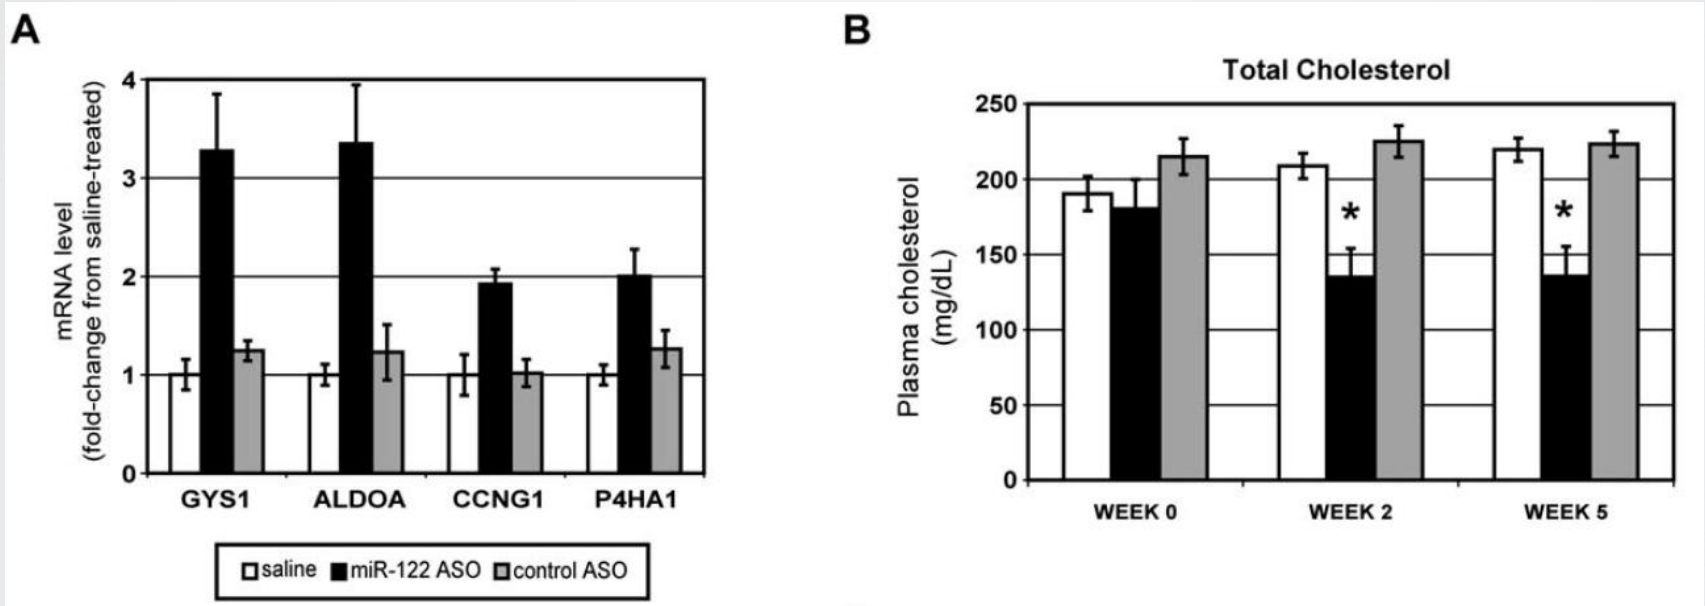 A
mRNA level
(fold-change from saline-treated)
4
3
2
1
0
GYS1 ALDOA CCNG1 P4HA1
saline miR-122 ASO control ASO
B
Total Cholesterol
Plasma cholesterol
(mg/dL)
250
200
150
100
50
0
*
*
WEEK 0 WEEK 2 WEEK 5